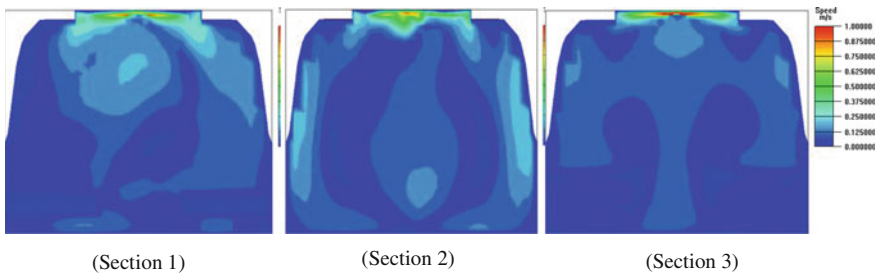 Speed
m/s
1.00000
0.875000
0.750000
0.625000
0.500000
0.375000
0.250000
0.125000
0.000000
(Section 1)
(Section 2)
(Section 3)